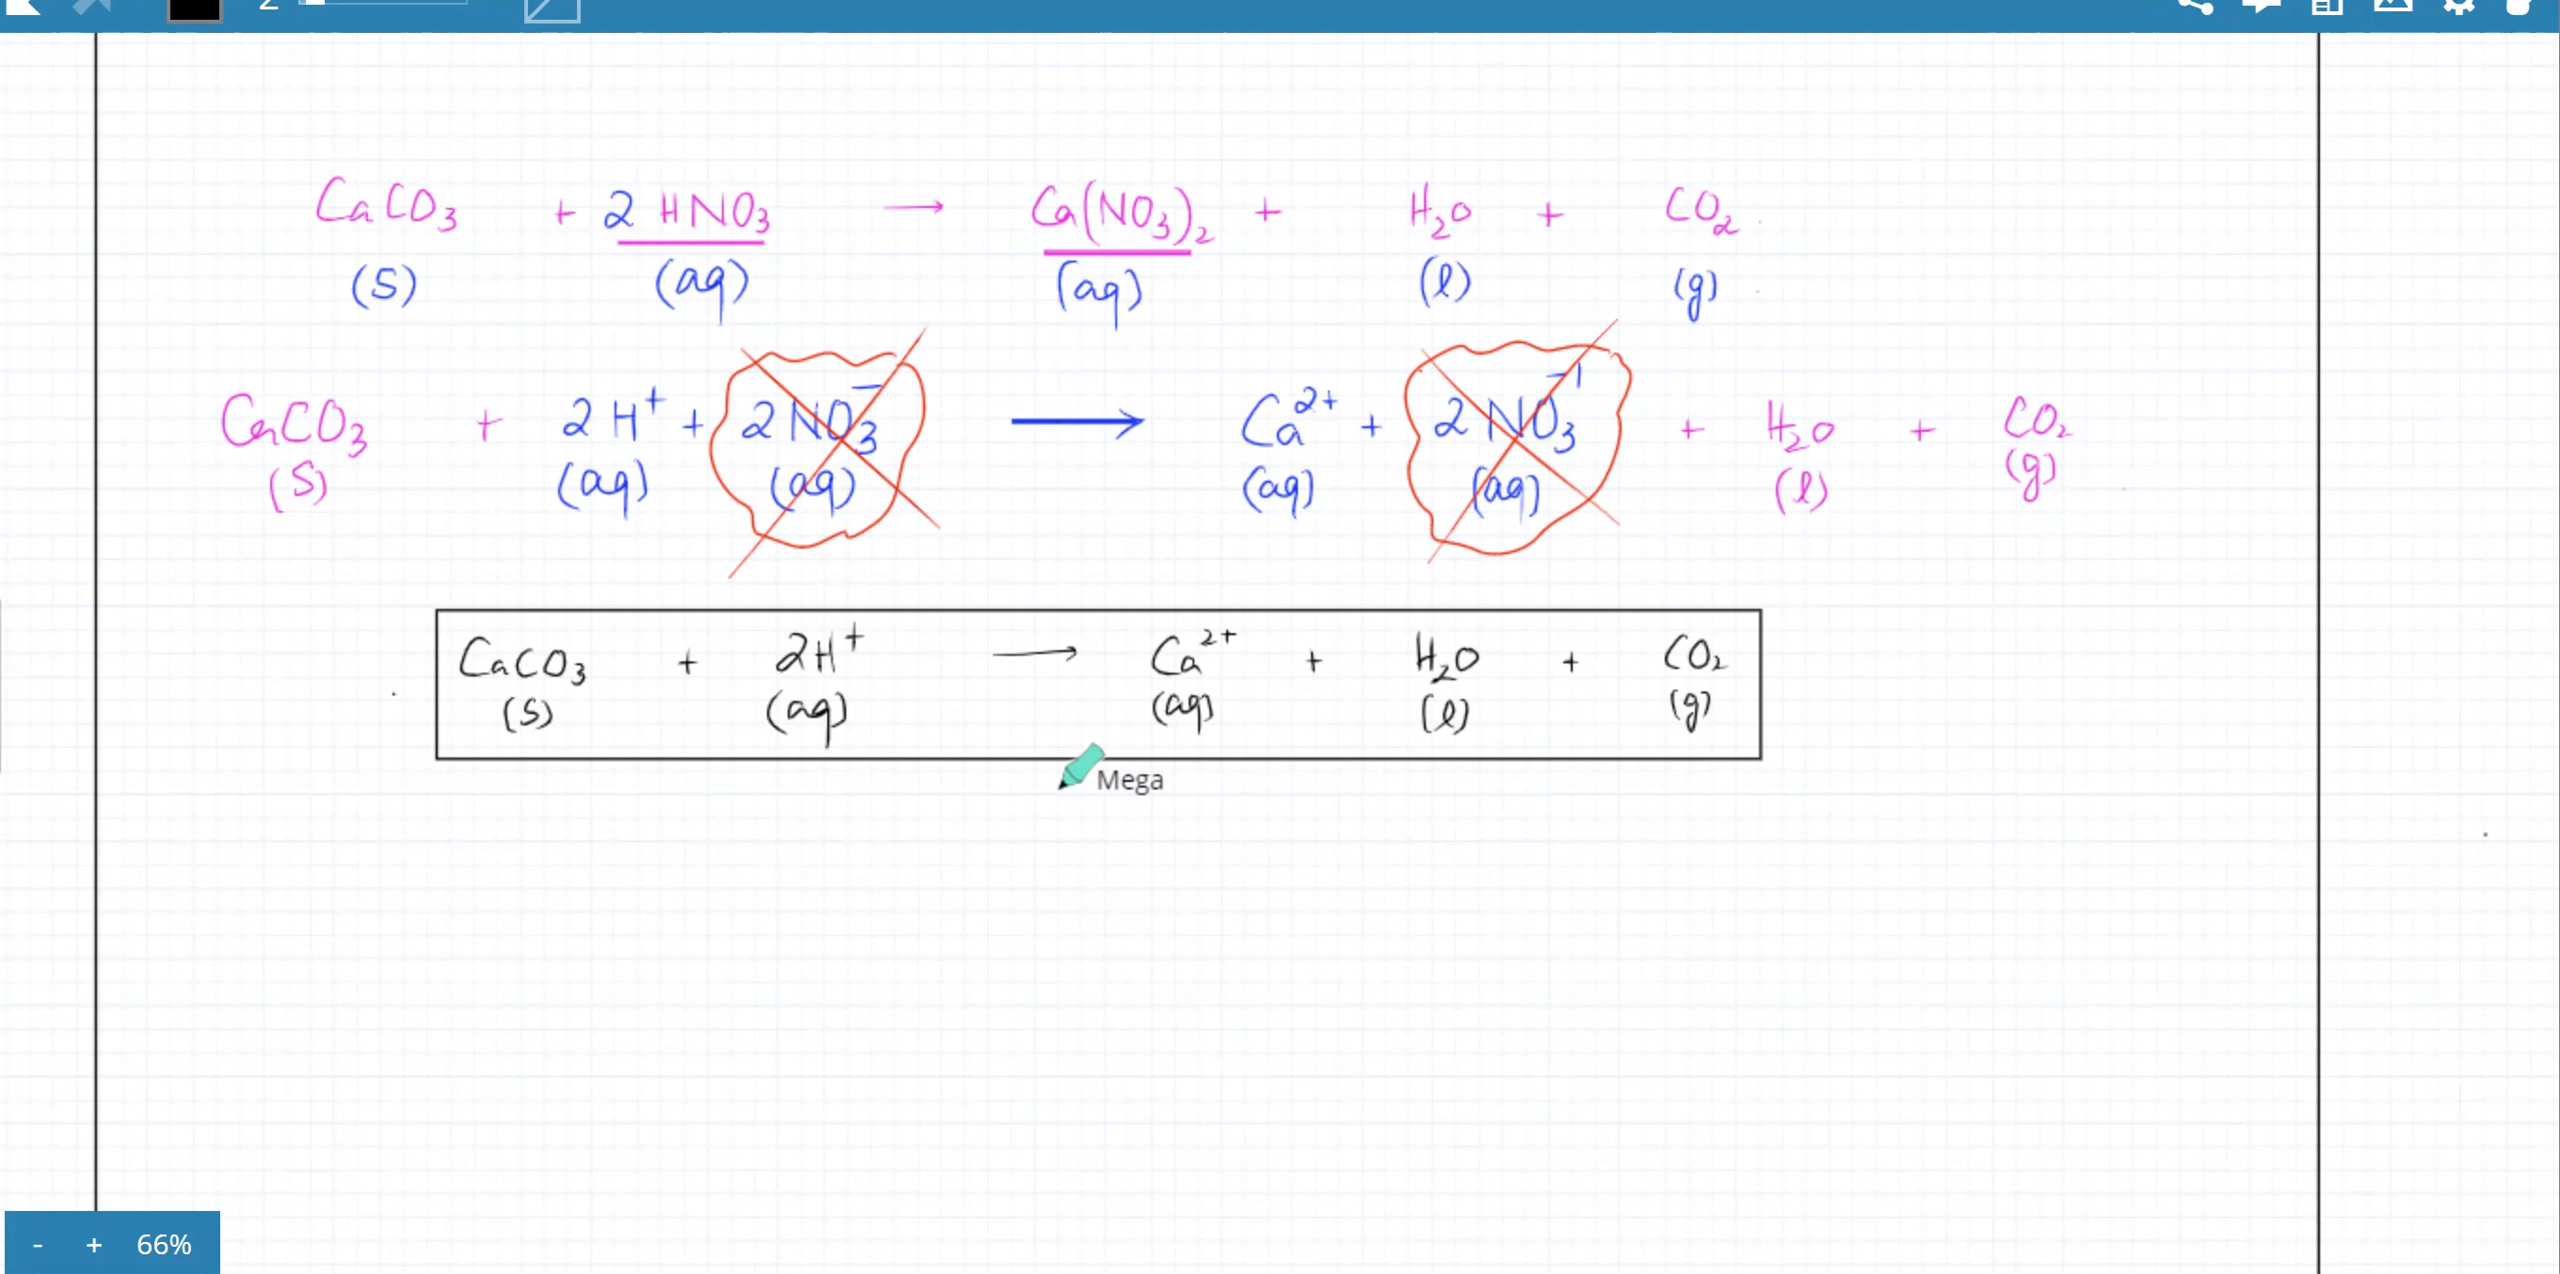 2
CaCO₃ + 2 HNO₃ → Ca(NO₃)₂ + H₂O + CO₂
(s) (aq) (aq) (l) (g)
CaCO₃ + 2 H⁺ + 2 NO₃⁻ → Ca²⁺ + 2 NO₃⁻¹ + H₂O + CO₂
(s) (aq) (aq) (aq) (aq) (l) (g)
CaCO₃ + 2H⁺ → Ca²⁺ + H₂O + CO₂
(s) (aq) (aq) (l) (g)
Mega
- + 66%